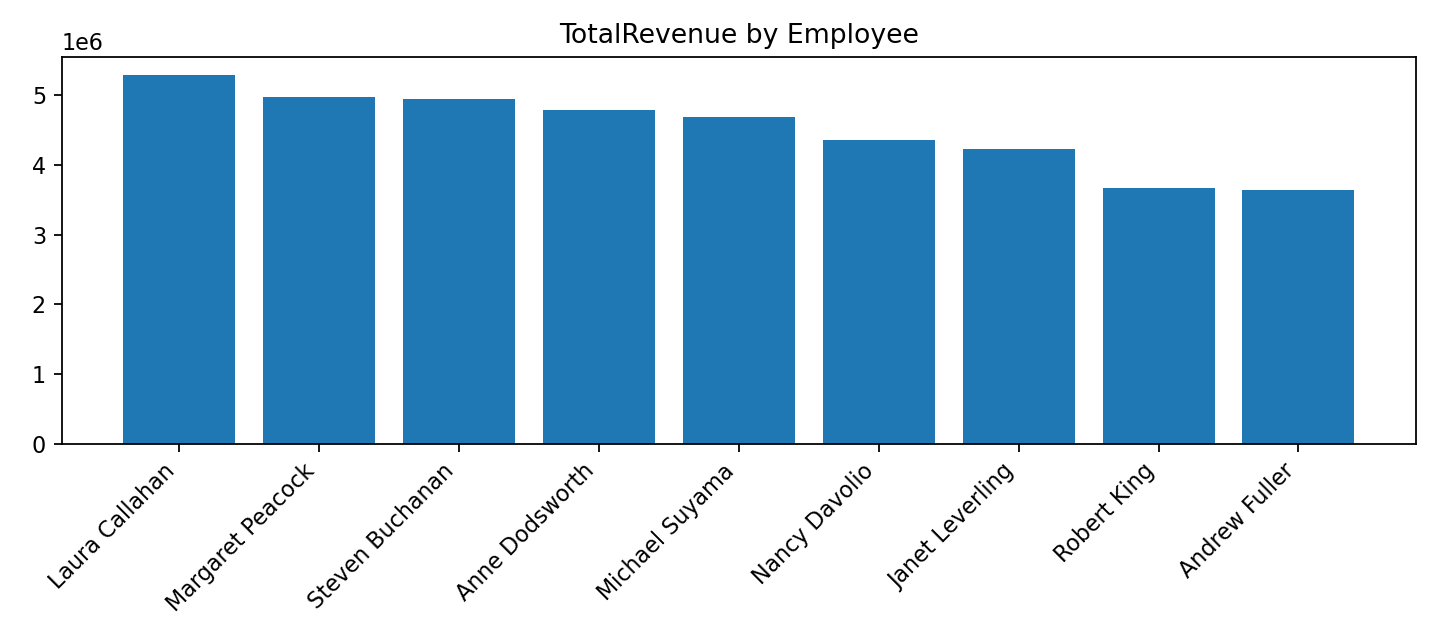 TotalRevenue by Employee
1e6
5
4
3
2
1
0
Laura Callahan
Margaret Peacock
Steven Buchanan
Anne Dodsworth
Michael Suyama
Nancy Davolio
Janet Leverling
Robert King
Andrew Fuller